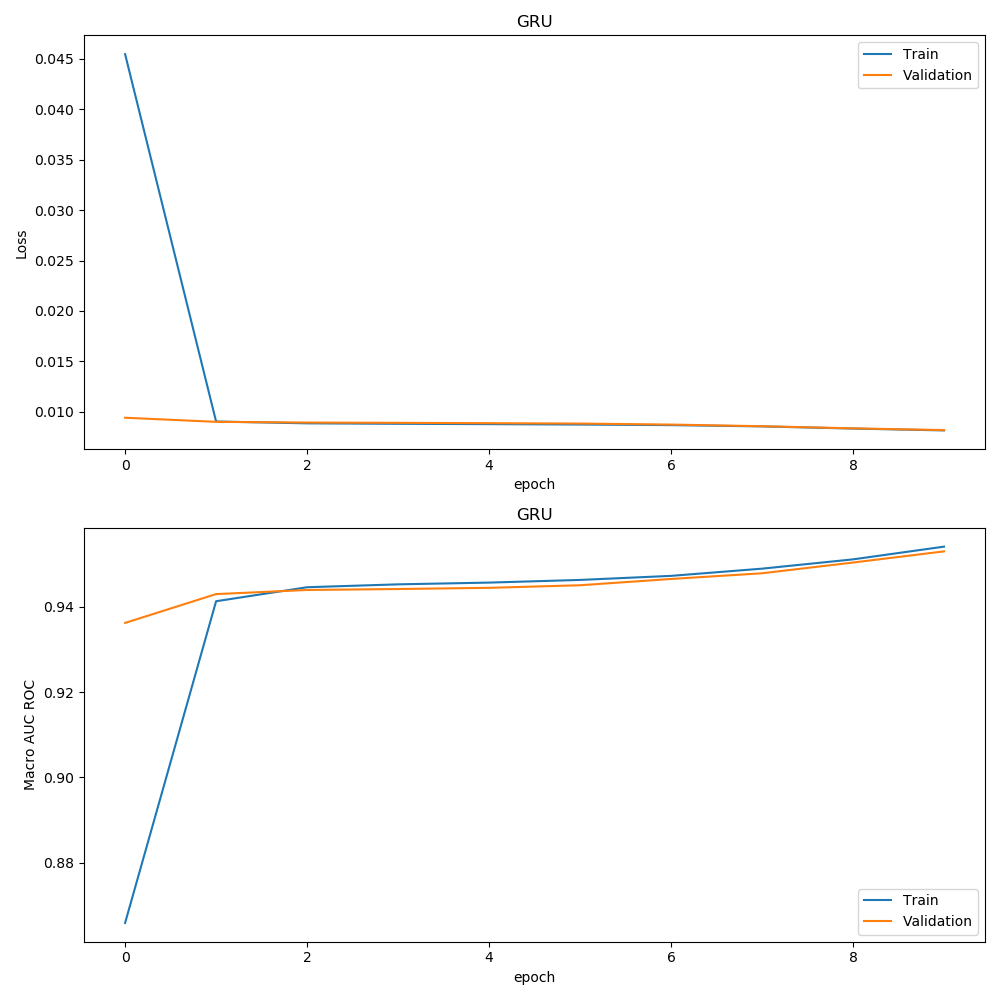 GRU
Train
Validation
0.045
0.040
0.035
0.030
0.025
0.020
0.015
0.010
Loss
0 2 4 6 8
epoch
GRU
0.94
0.92
0.90
0.88
Macro AUC ROC
Train
Validation
0 2 4 6 8
epoch